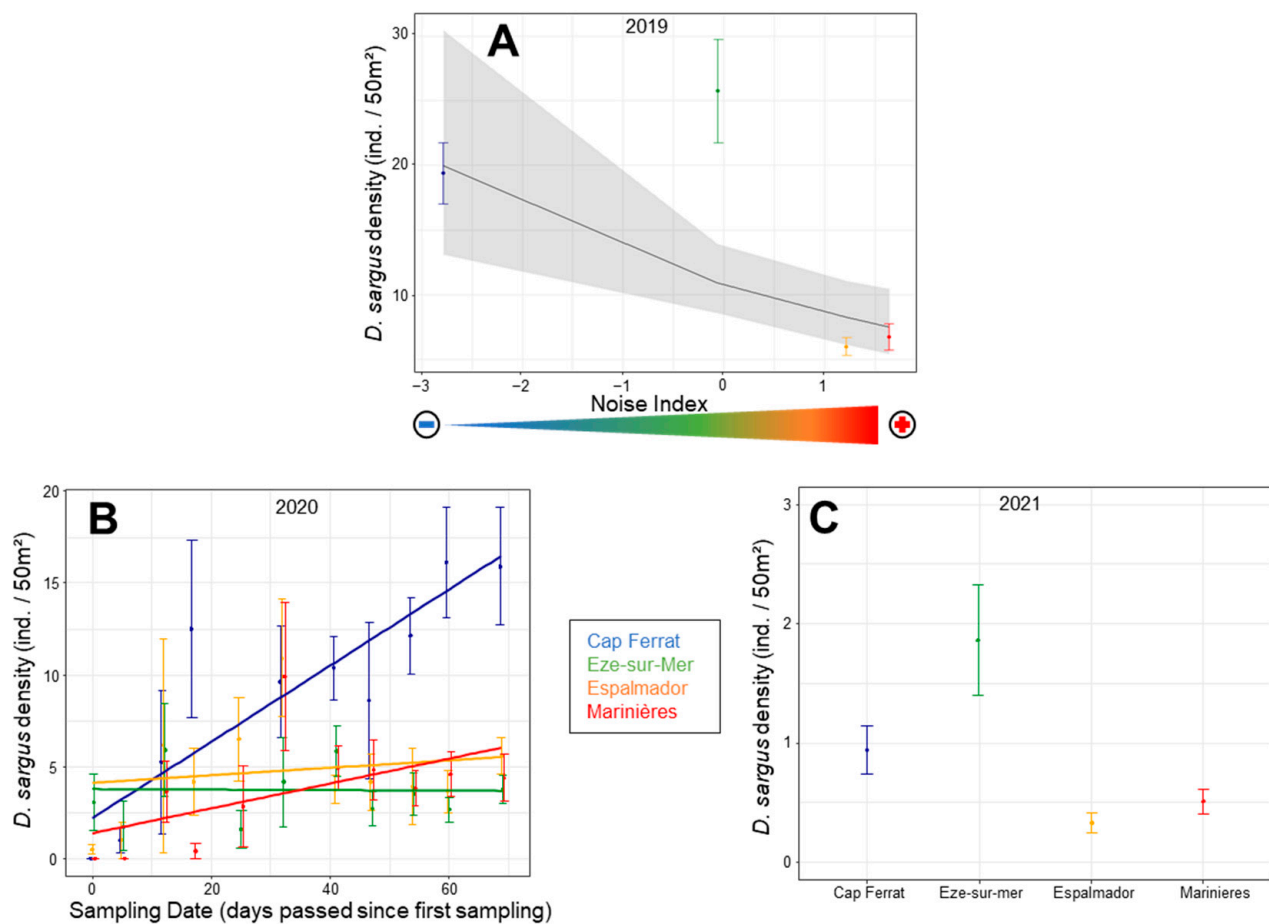 A
2019
D. sargus density (ind. / 50m²)
30
20
10
−3
−2
−1
0
1
Noise Index
B
2020
D. sargus density (ind. / 50m²)
20
15
10
5
0
0
20
40
60
Sampling Date (days passed since first sampling)
Cap Ferrat
Eze-sur-Mer
Espalmador
Marinières
C
2021
D. sargus density (ind. / 50m²)
3
2
1
0
Cap Ferrat
Eze-sur-mer
Espalmador
Marinieres